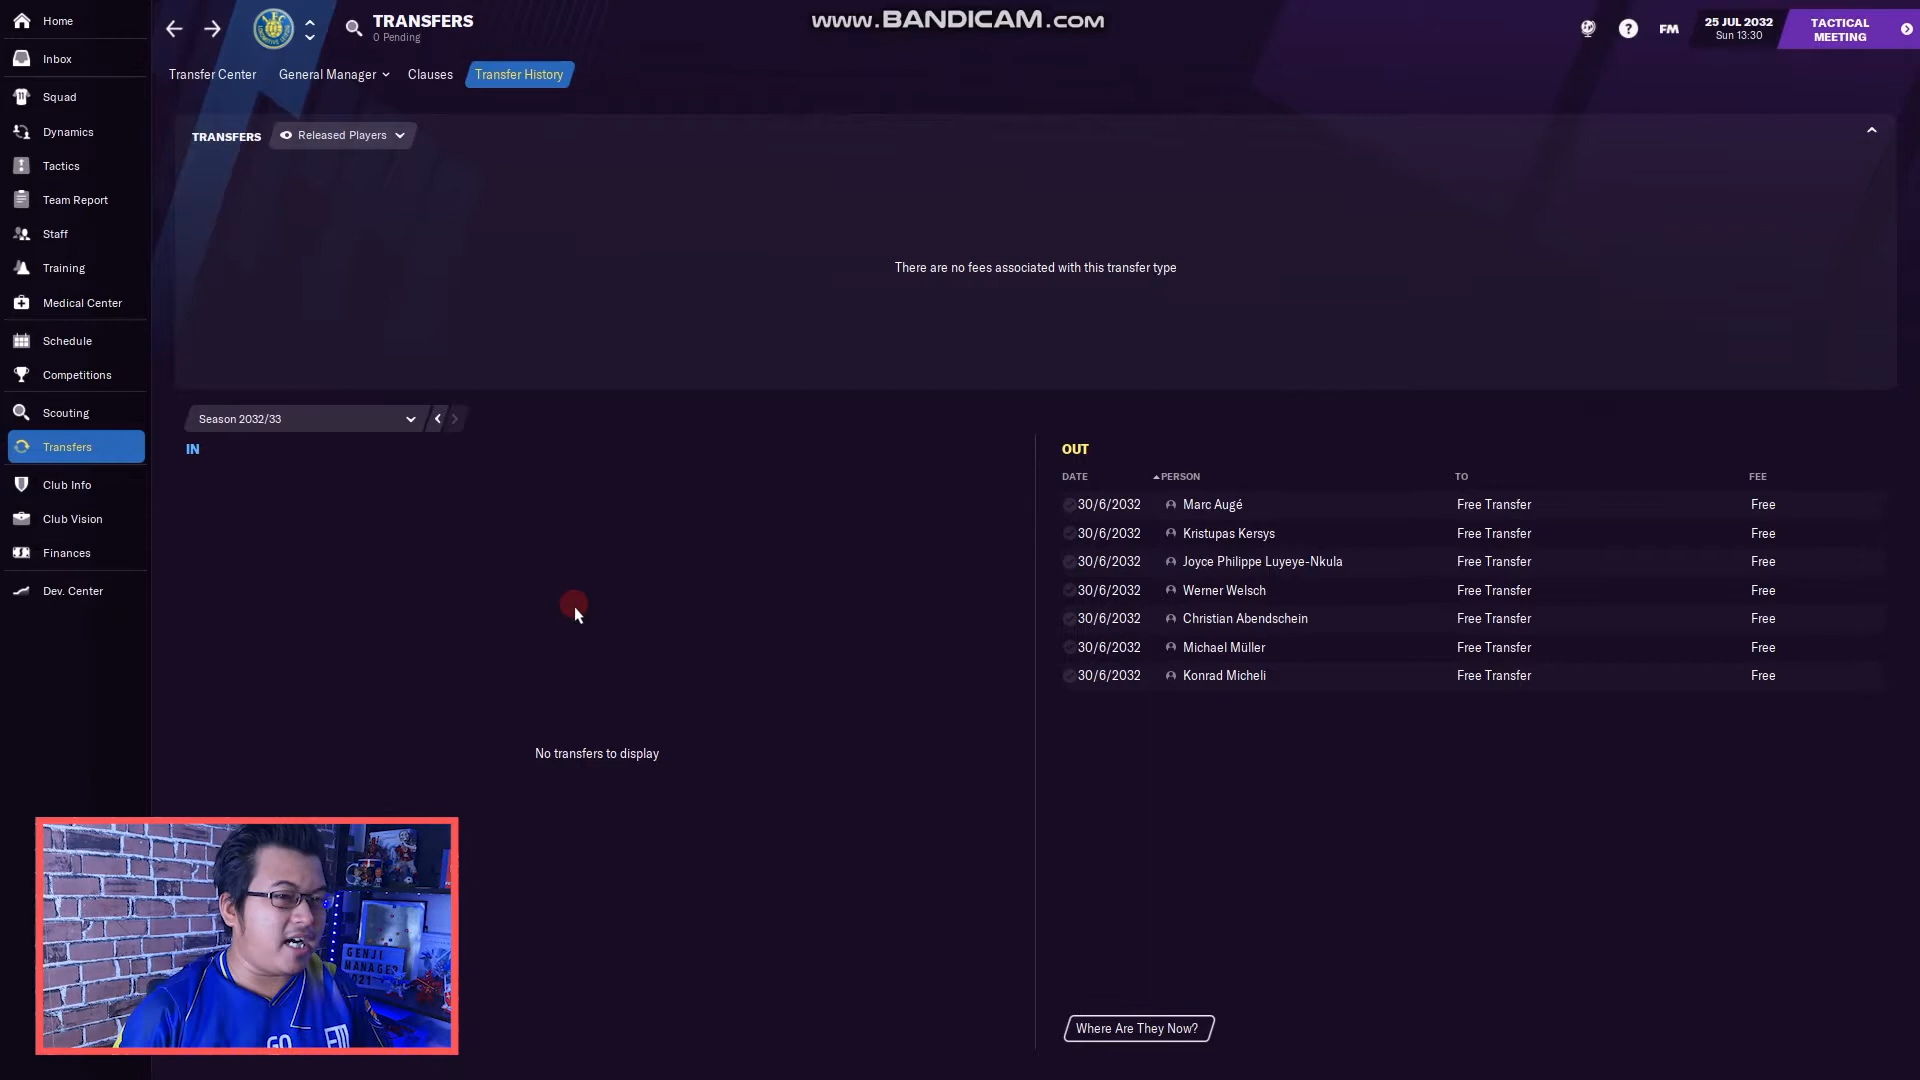 Home
Inbox
Squad
Dynamics
Tactics
Team Report
Staff
Training
Medical Center
Schedule
Competitions
Scouting
Transfers
Club Info
Club Vision
Finances
Dev. Center
TRANSFERS
0 Pending
www.BANDICAM.com
FM
25 JUL 2032
Sun 13:30
TACTICAL
MEETING
Transfer Center General Manager Clauses Transfer History
TRANSFERS Released Players
There are no fees associated with this transfer type
Season 2032/33
IN
No transfers to display
OUT
DATE PERSON TO FEE
30/6/2032 Marc Augé Free Transfer Free
30/6/2032 Kristupas Kersys Free Transfer Free
30/6/2032 Joyce Philippe Luyeye-Nkula Free Transfer Free
30/6/2032 Werner Welsch Free Transfer Free
30/6/2032 Christian Abendschein Free Transfer Free
30/6/2032 Michael Müller Free Transfer Free
30/6/2032 Konrad Micheli Free Transfer Free
Where Are They Now?
GENJI
MANAGER
GO